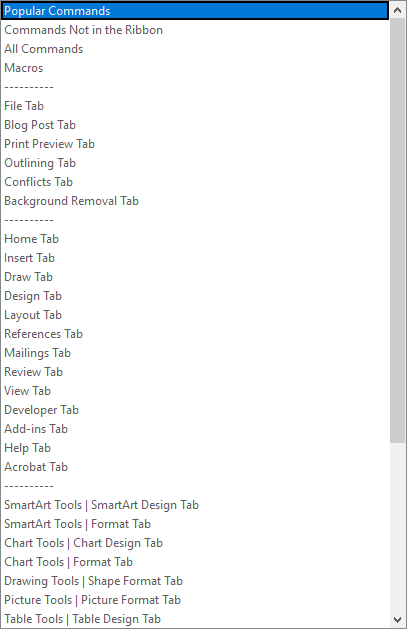 Popular Commands
Commands Not in the Ribbon
All Commands
Macros
----------
File Tab
Blog Post Tab
Print Preview Tab
Outlining Tab
Conflicts Tab
Background Removal Tab
----------
Home Tab
Insert Tab
Draw Tab
Design Tab
Layout Tab
References Tab
Mailings Tab
Review Tab
View Tab
Developer Tab
Add-ins Tab
Help Tab
Acrobat Tab
----------
SmartArt Tools | SmartArt Design Tab
SmartArt Tools | Format Tab
Chart Tools | Chart Design Tab
Chart Tools | Format Tab
Drawing Tools | Shape Format Tab
Picture Tools | Picture Format Tab
Table Tools | Table Design Tab